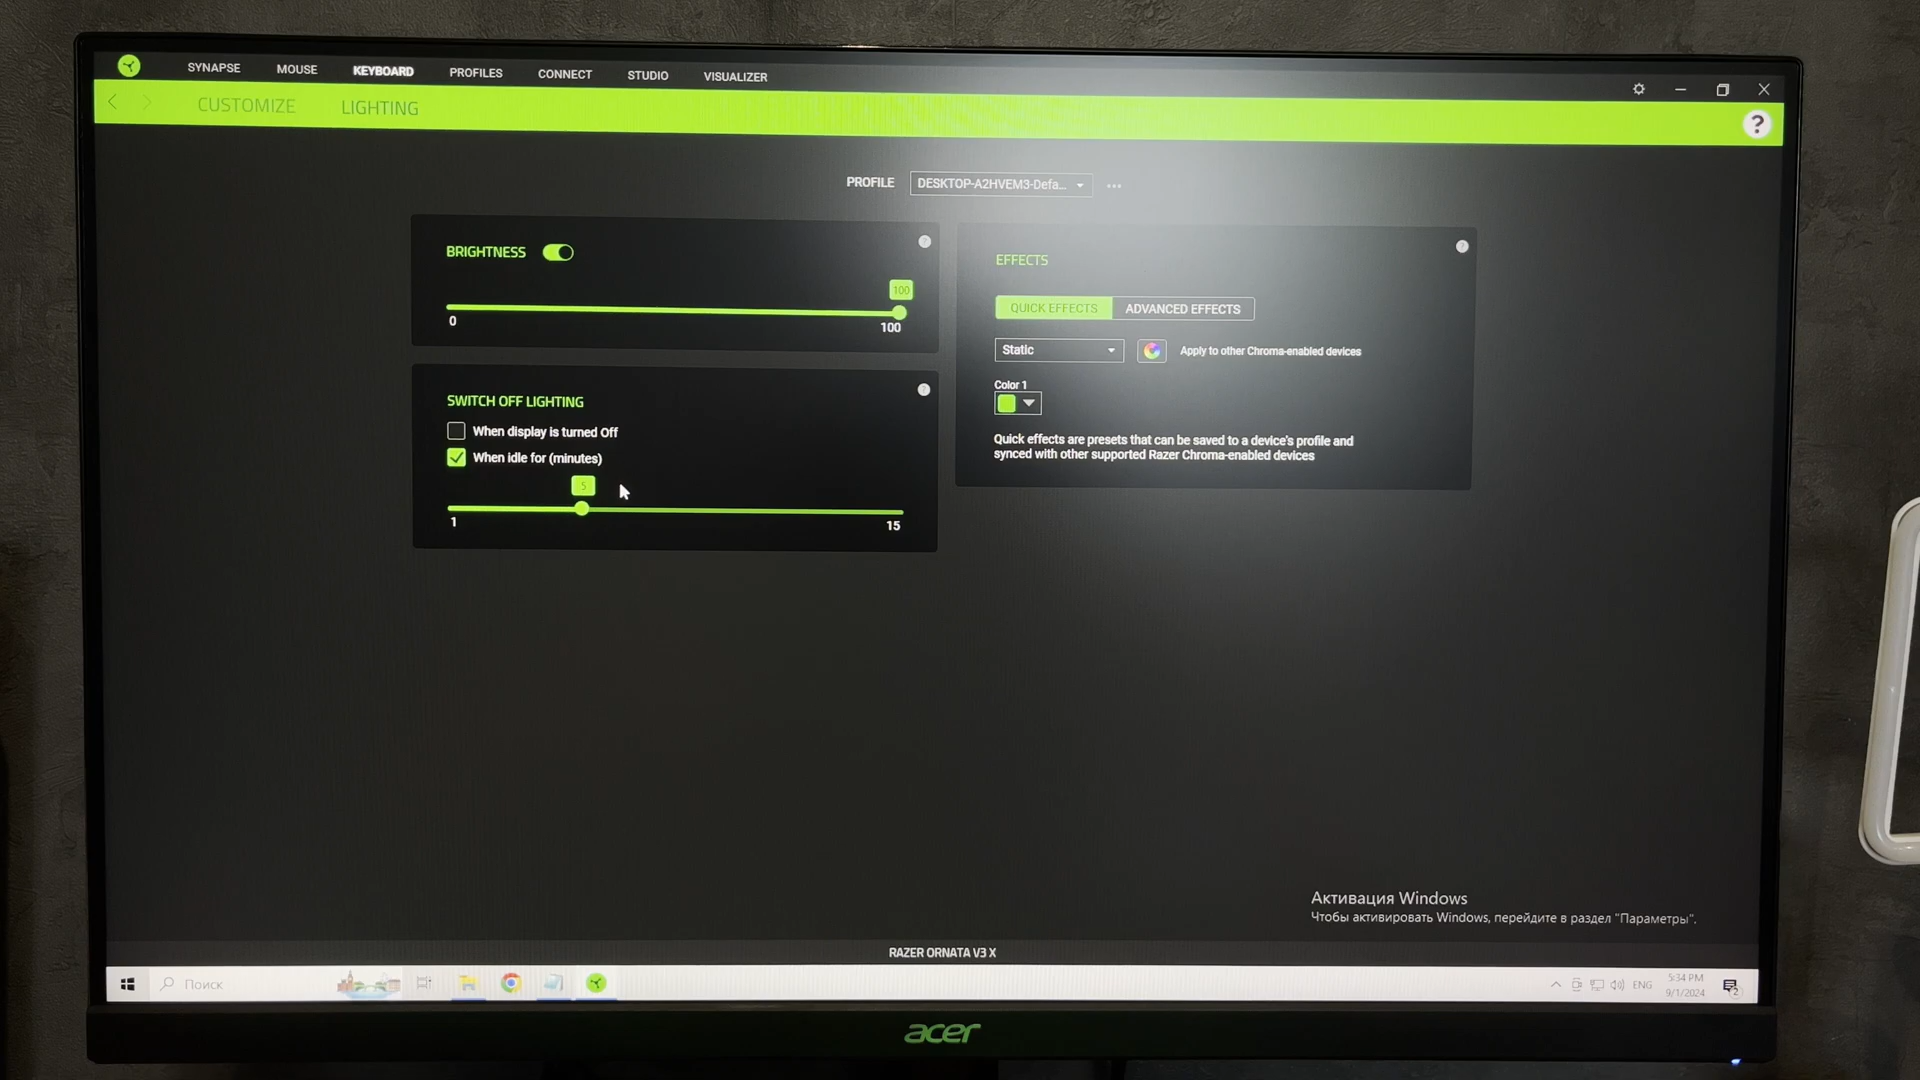 SYNAPSE MOUSE KEYBOARD PROFILES CONNECT STUDIO VISUALIZER
CUSTOMIZE LIGHTING
?
PROFILE DESKTOP-A2HVEM3-Defa... ...
BRIGHTNESS
100
0 100
SWITCH OFF LIGHTING
When display is turned Off
When idle for (minutes)
5
1 15
EFFECTS
QUICK EFFECTS ADVANCED EFFECTS
Static Apply to other Chroma-enabled devices
Color 1
Quick effects are presets that can be saved to a device's profile and
synced with other supported Razer Chroma-enabled devices
Активация Windows
Чтобы активировать Windows, перейдите в раздел "Параметры".
RAZER ORNATA V3 X
Поиск
ENG
5:34 PM
9/1/2024
2
acer